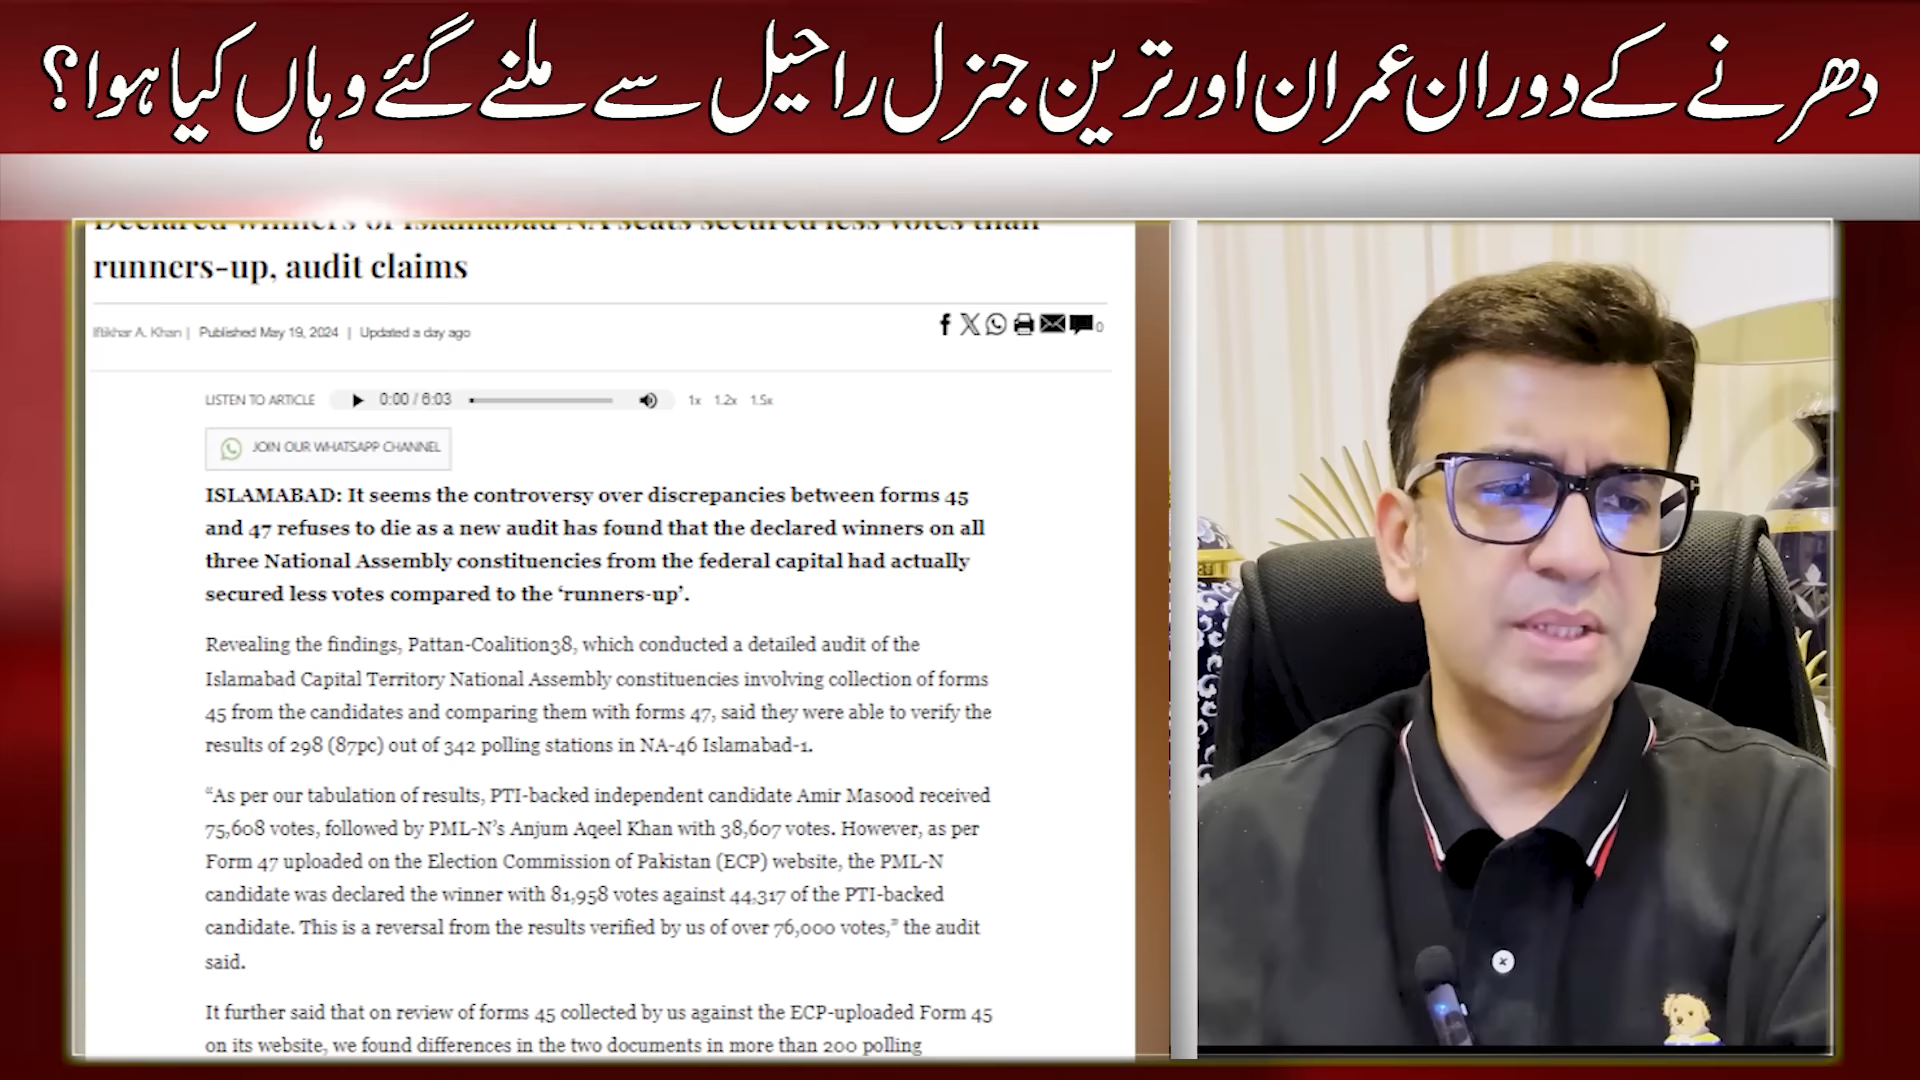 دھرنے کے دوران عمران اور ترین جنرل راحیل سے ملنے گئے وہاں کیا ہوا؟
Declared winners of Islamabad NA seats secured less votes than
runners-up, audit claims
Iftikhar A. Khan | Published May 19, 2024 | Updated a day ago
0
LISTEN TO ARTICLE 0:00 / 6:03 1x 1.2x 1.5x
JOIN OUR WHATSAPP CHANNEL
ISLAMABAD: It seems the controversy over discrepancies between forms 45
and 47 refuses to die as a new audit has found that the declared winners on all
three National Assembly constituencies from the federal capital had actually
secured less votes compared to the ‘runners-up’.
Revealing the findings, Pattan-Coalition38, which conducted a detailed audit of the
Islamabad Capital Territory National Assembly constituencies involving collection of forms
45 from the candidates and comparing them with forms 47, said they were able to verify the
results of 298 (87pc) out of 342 polling stations in NA-46 Islamabad-1.
“As per our tabulation of results, PTI-backed independent candidate Amir Masood received
75,608 votes, followed by PML-N’s Anjum Aqeel Khan with 38,607 votes. However, as per
Form 47 uploaded on the Election Commission of Pakistan (ECP) website, the PML-N
candidate was declared the winner with 81,958 votes against 44,317 of the PTI-backed
candidate. This is a reversal from the results verified by us of over 76,000 votes,” the audit
said.
It further said that on review of forms 45 collected by us against the ECP-uploaded Form 45
on its website, we found differences in the two documents in more than 200 polling